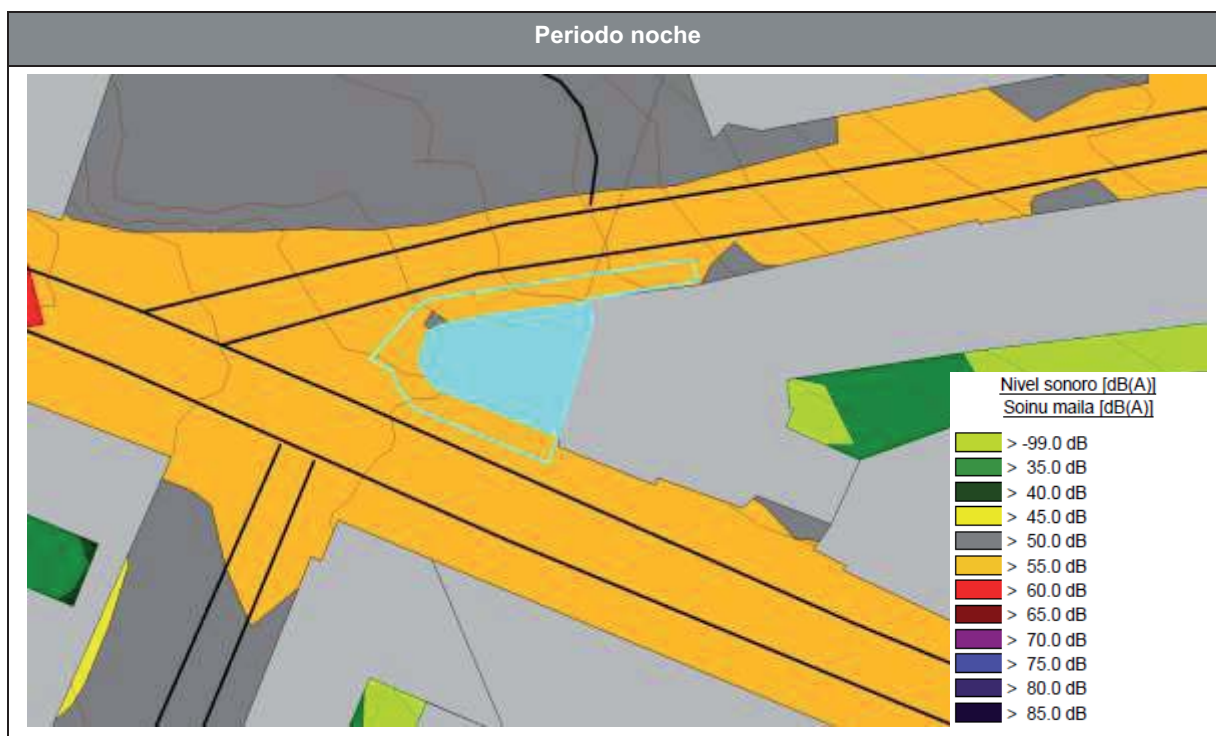 Periodo noche
Nivel sonoro [dB(A)]
Soinu maila [dB(A)]
> -99.0 dB
> 35.0 dB
> 40.0 dB
> 45.0 dB
> 50.0 dB
> 55.0 dB
> 60.0 dB
> 65.0 dB
> 70.0 dB
> 75.0 dB
> 80.0 dB
> 85.0 dB